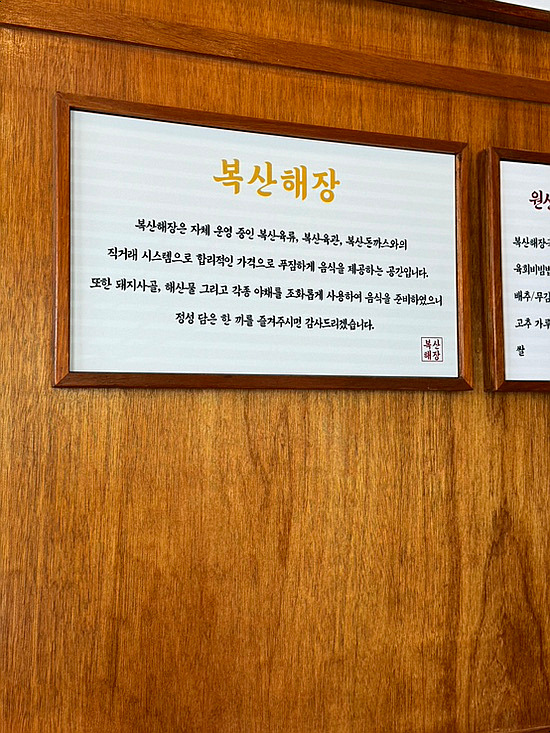 복산해장
복산해장은 자체 운영 중인 복산육류, 복산육관, 복산돈까스와의
직거래 시스템으로 합리적인 가격으로 푸짐하게 음식을 제공하는 공간입니다.
또한 돼지사골, 해산물 그리고 각종 야채를 조화롭게 사용하여 음식을 준비하였으니
정성 담은 한 끼를 즐겨주시면 감사드리겠습니다.
복산
해장
원산
복산해장
육회비빔밥
배추/무김
고추 가루
쌀